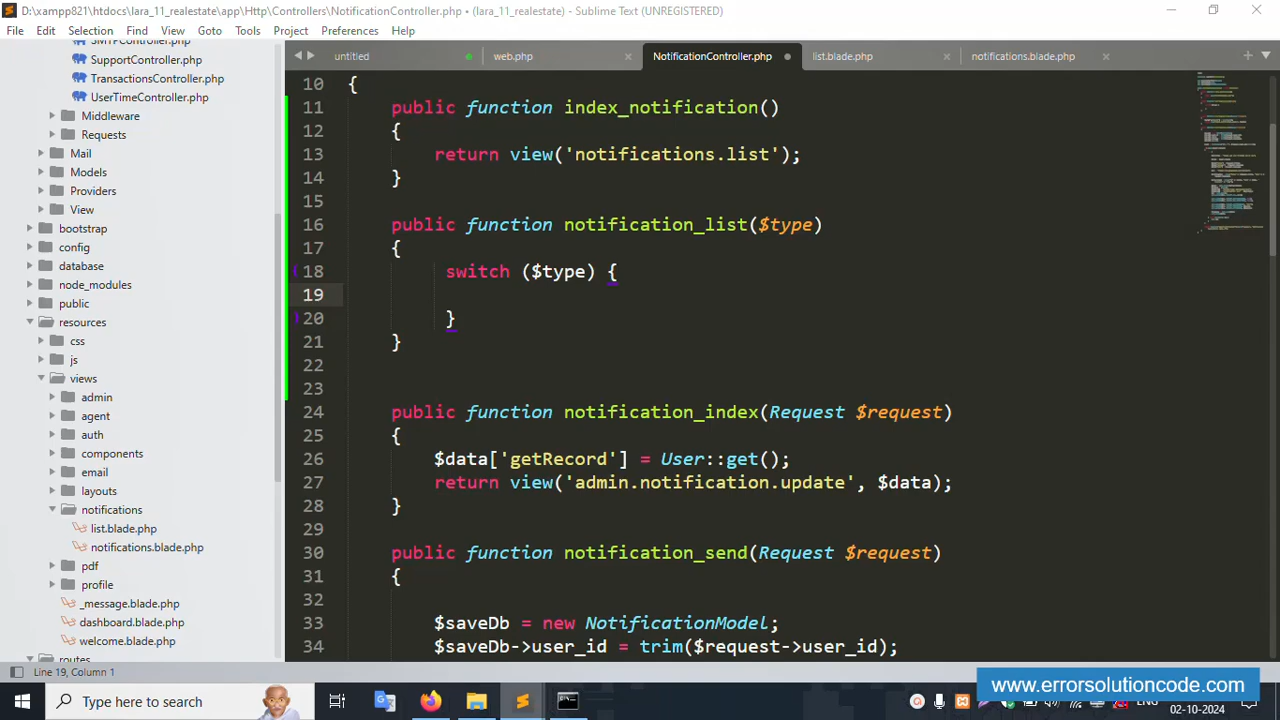 D:\xampp821\htdocs\lara_11_realestate\app\Http\Controllers\NotificationController.php • (lara_11_realestate) - Sublime Text (UNREGISTERED)
File Edit Selection Find View Goto Tools Project Preferences Help
SMTPController.php
SupportController.php
TransactionsController.php
UserTimeController.php
Middleware
Requests
Mail
Models
Providers
View
bootstrap
config
database
node_modules
public
resources
css
js
views
admin
agent
auth
components
email
layouts
notifications
list.blade.php
notifications.blade.php
pdf
profile
_message.blade.php
dashboard.blade.php
welcome.blade.php
routes
untitled web.php NotificationController.php list.blade.php notifications.blade.php
10 {
11 public function index_notification()
12 {
13 return view('notifications.list');
14 }
15
16 public function notification_list($type)
17 {
18 switch ($type) {
19
20 }
21 }
22
23
24 public function notification_index(Request $request)
25 {
26 $data['getRecord'] = User::get();
27 return view('admin.notification.update', $data);
28 }
29
30 public function notification_send(Request $request)
31 {
32
33 $saveDb = new NotificationModel;
34 $saveDb->user_id = trim($request->user_id);
Line 19, Column 1
www.errorsolutioncode.com
Type here to search
ENG
02-10-2024